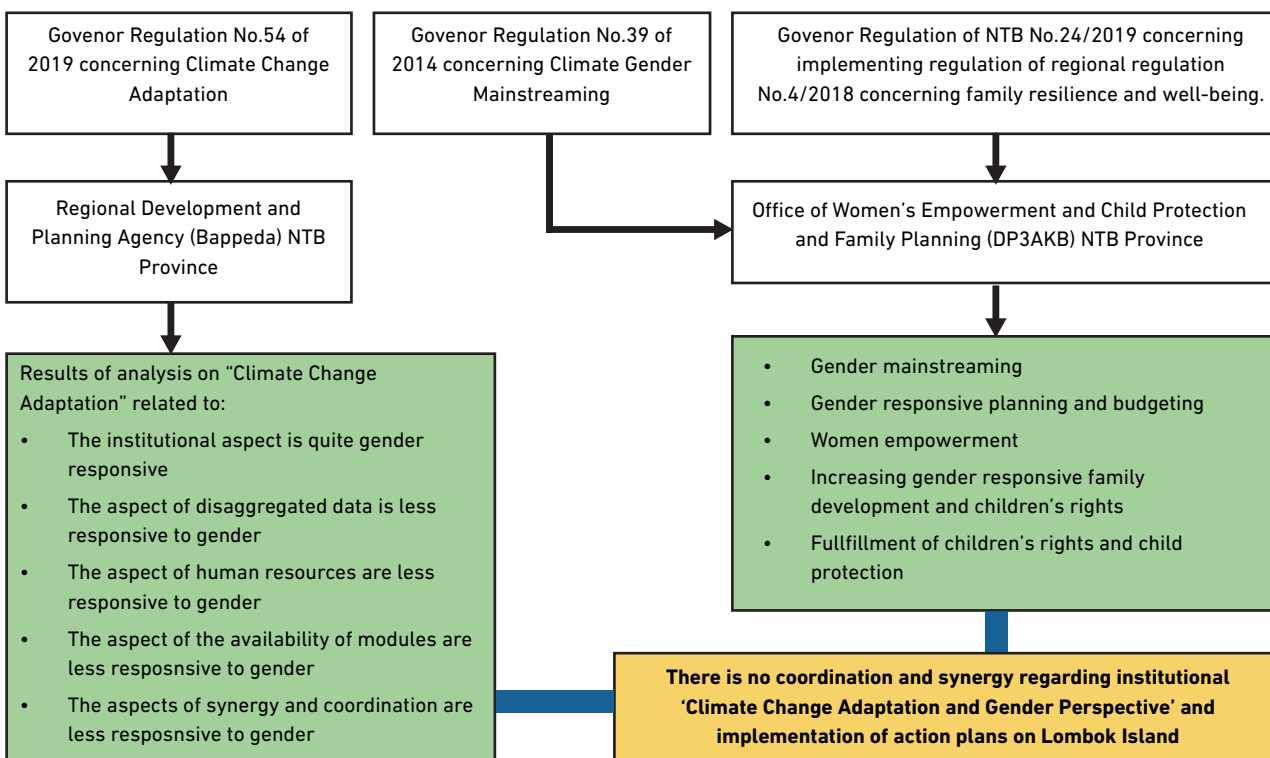 Govenor Regulation No.54 of
2019 concerning Climate Change
Adaptation
Govenor Regulation No.39 of
2014 concerning Climate Gender
Mainstreaming
Govenor Regulation of NTB No.24/2019 concerning
implementing regulation of regional regulation
No.4/2018 concerning family resilience and well-being.
Regional Development and
Planning Agency (Bappeda) NTB
Province
Office of Women's Empowerment and Child Protection
and Family Planning (DP3AKB) NTB Province
Results of analysis on “Climate Change
Adaptation” related to:
• The institutional aspect is quite gender
responsive
• The aspect of disaggregated data is less
responsive to gender
• The aspect of human resources are less
responsive to gender
• The aspect of the availability of modules are
less resposnsive to gender
• The aspects of synergy and coordination are
less resposnsive to gender
• Gender mainstreaming
• Gender responsive planning and budgeting
• Women empowerment
• Increasing gender responsive family
development and children's rights
• Fullfillment of children's rights and child
protection
There is no coordination and synergy regarding institutional
‘Climate Change Adaptation and Gender Perspective’ and
implementation of action plans on Lombok Island